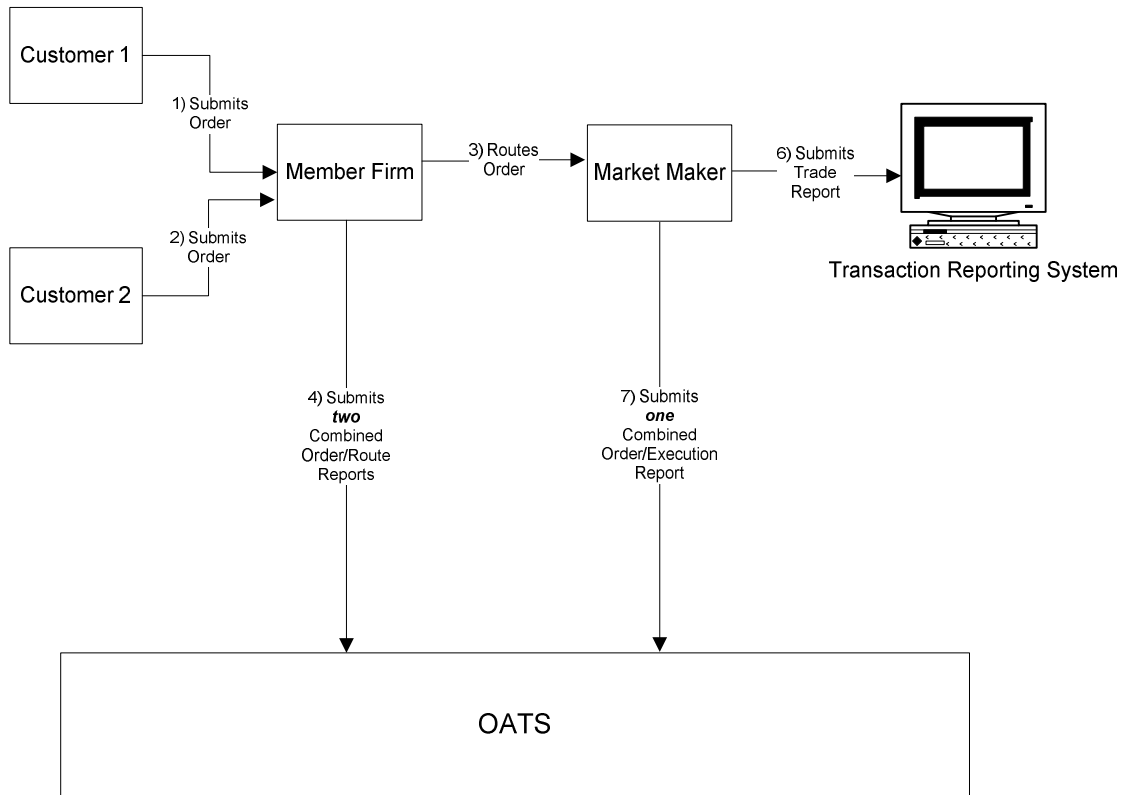 Customer 1
1) Submits
Order
Member Firm
3) Routes
Order
Market Maker
6) Submits
Trade
Report
2) Submits
Order
Customer 2
Transaction Reporting System
4) Submits
two
Combined
Order/Route
Reports
7) Submits
one
Combined
Order/Execution
Report
OATS